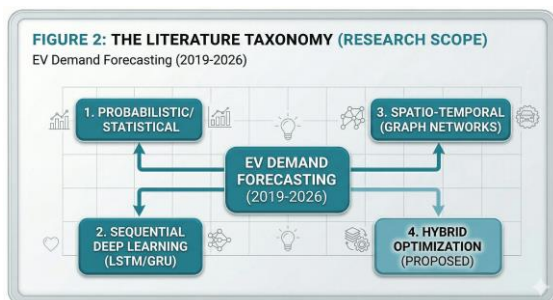 FIGURE 2: THE LITERATURE TAXONOMY (RESEARCH SCOPE)
EV Demand Forecasting (2019-2026)
1. PROBABILISTIC/
STATISTICAL
3. SPATIO-TEMPORAL
(GRAPH NETWORKS)
EV DEMAND
FORECASTING
(2019-2026)
2. SEQUENTIAL
DEEP LEARNING
(LSTM/GRU)
4. HYBRID
OPTIMIZATION
(PROPOSED)